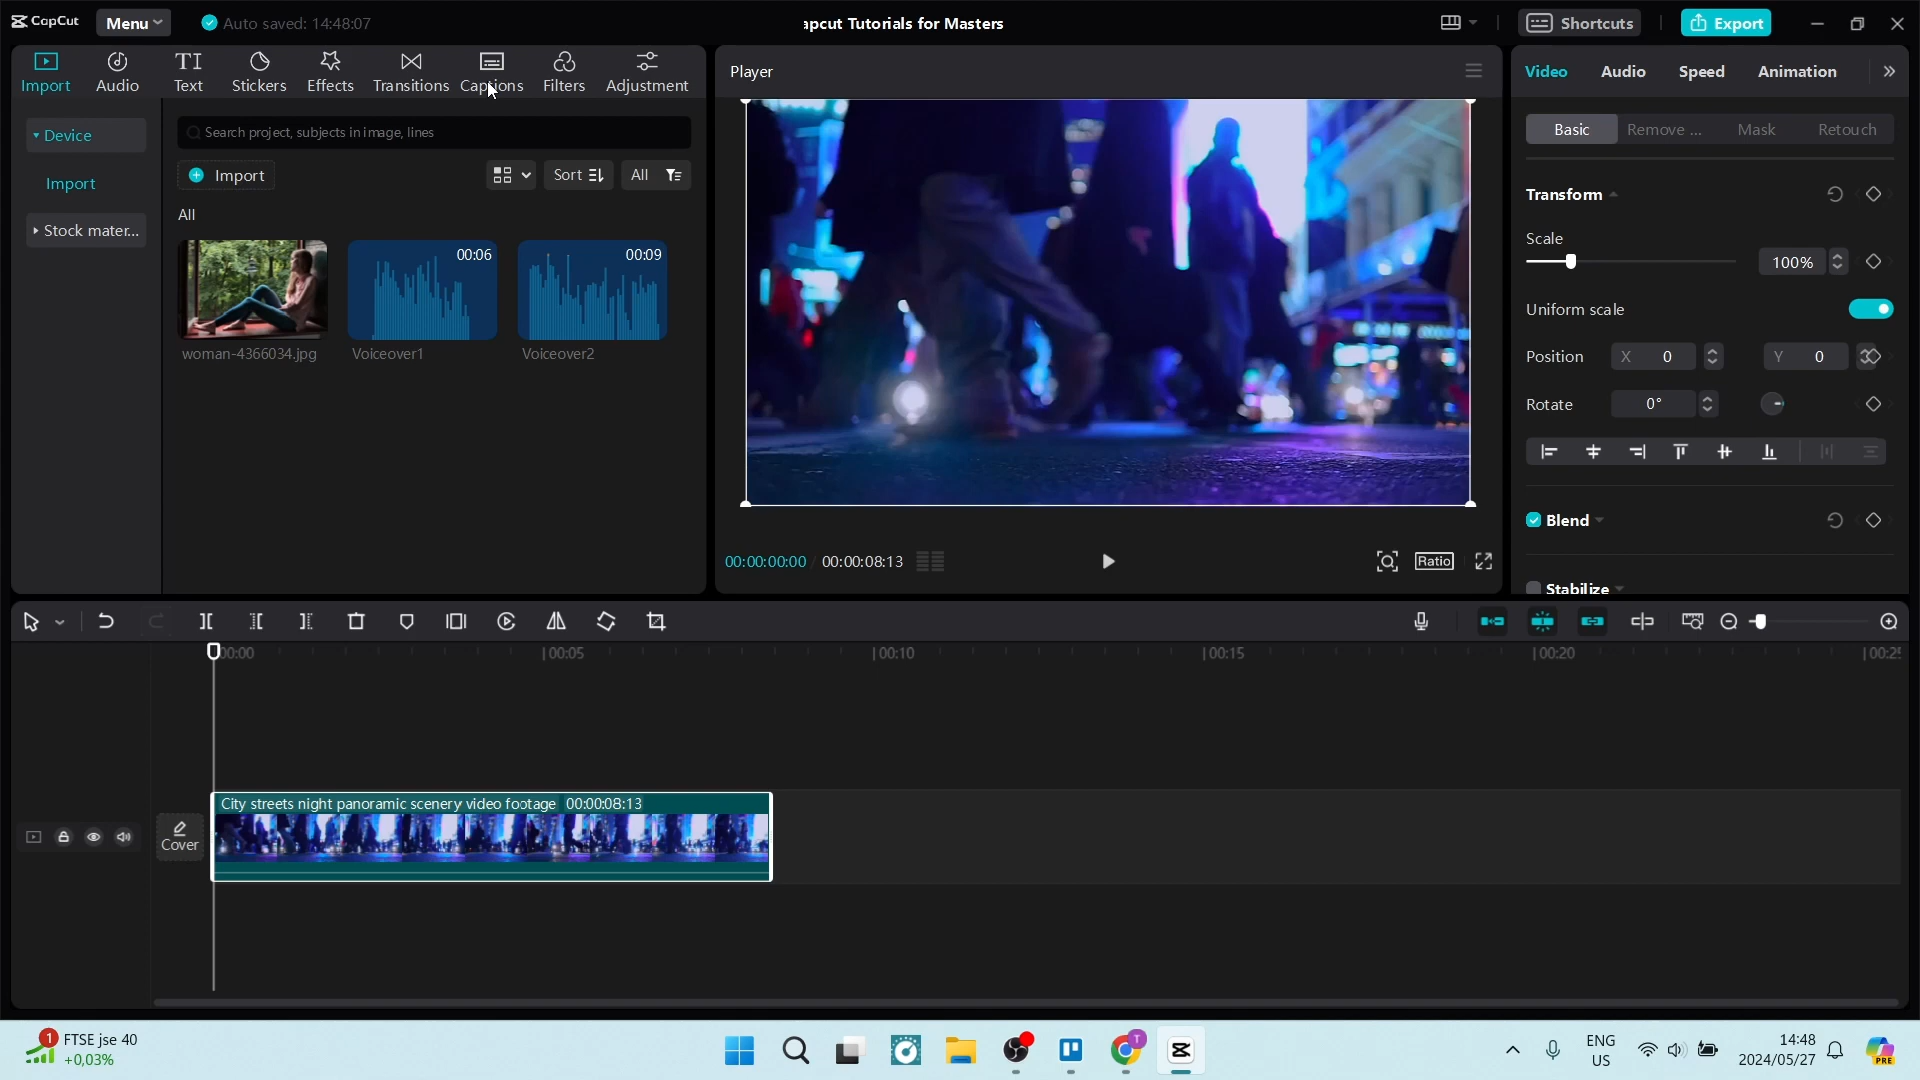 CapCut
Menu
Auto saved: 14:48:07
apcut Tutorials for Masters
Shortcuts
Export
Import
Audio
Text
Stickers
Effects
Transitions
Captions
Filters
Adjustment
Device
Import
Stock mater...
Search project, subjects in image, lines
Import
Sort
All
All
00:06
00:09
woman-4366034.jpg
Voiceover1
Voiceover2
Player
00:00:00:00 / 00:00:08:13
Ratio
Video
Audio
Speed
Animation
Basic
Remove ...
Mask
Retouch
Transform
Scale
100%
Uniform scale
Position
X 0
Y 0
Rotate
0°
Blend
Stabilize
00:00
00:05
00:10
00:15
00:20
00:25
City streets night panoramic scenery video footage 00:00:08:13
Cover
1
FTSE jse 40
+0,03%
T
ENG
US
14:48
2024/05/27
PRE